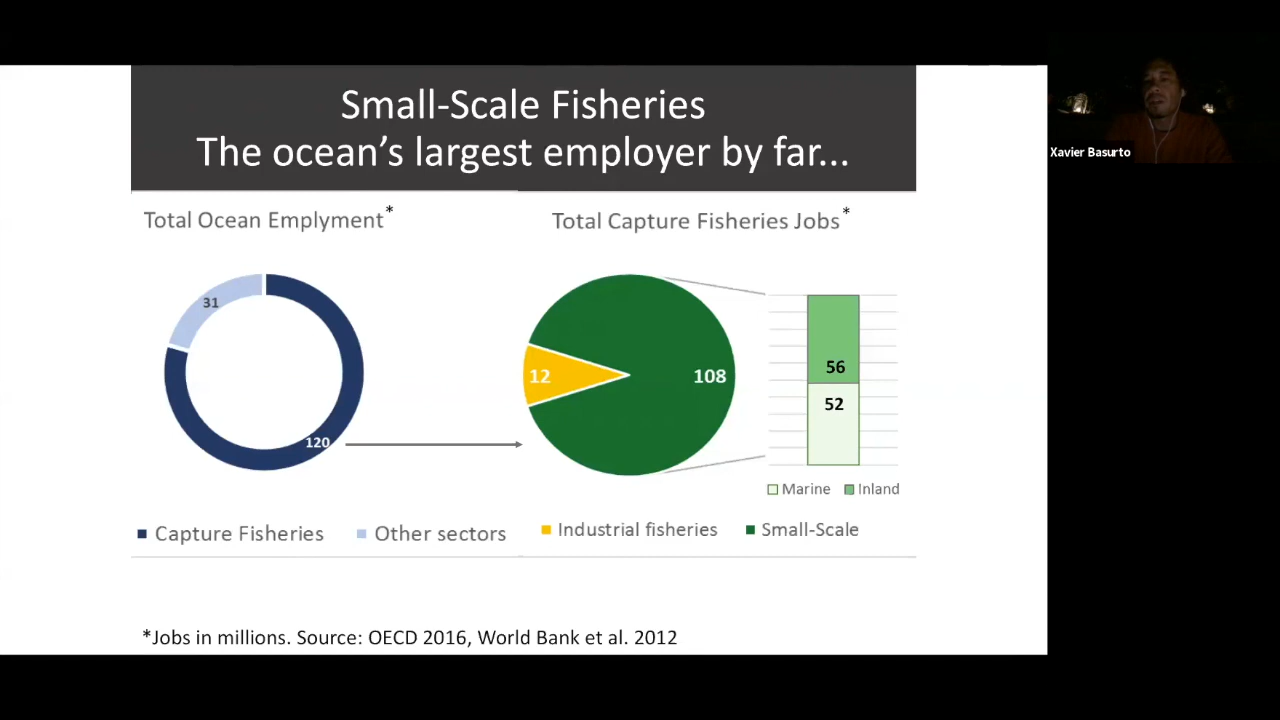 Small-Scale Fisheries
The ocean's largest employer by far...
Total Ocean Emplyment*
Total Capture Fisheries Jobs*
31
120
12
108
56
52
Marine
Inland
Capture Fisheries
Other sectors
Industrial fisheries
Small-Scale
*Jobs in millions. Source: OECD 2016, World Bank et al. 2012
Xavier Basurto